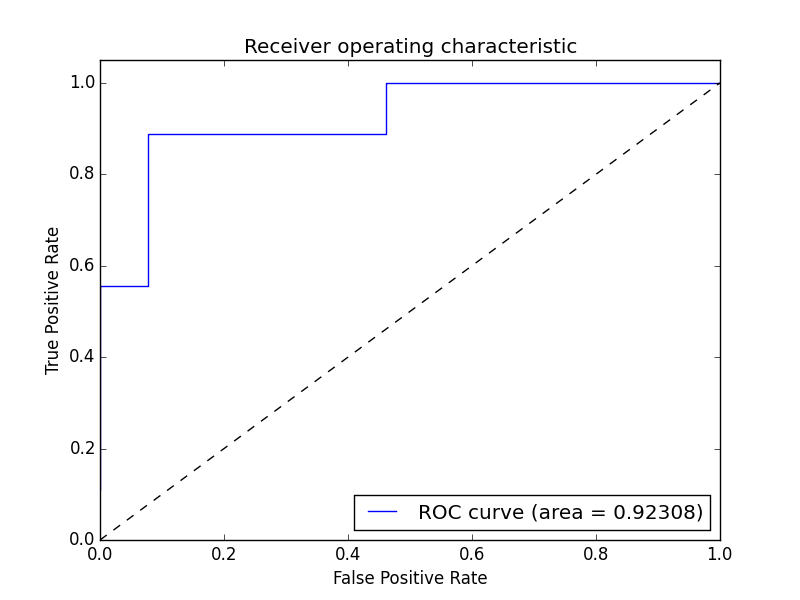 Receiver operating characteristic
1.0
0.8
0.6
0.4
0.2
0.0
True Positive Rate
ROC curve (area = 0.92308)
0.0 0.2 0.4 0.6 0.8 1.0
False Positive Rate